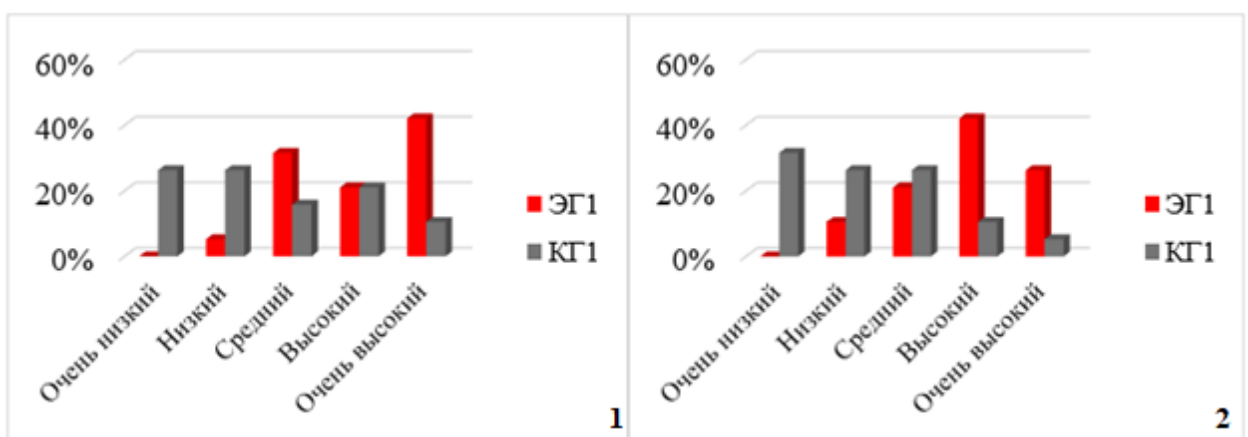 60%
40%
20%
0%
Очень низкий
Низкий
Средний
Высокий
Очень высокий
ЭГ1
КГ1
1
60%
40%
20%
0%
Очень низкий
Низкий
Средний
Высокий
Очень высокий
ЭГ1
КГ1
2